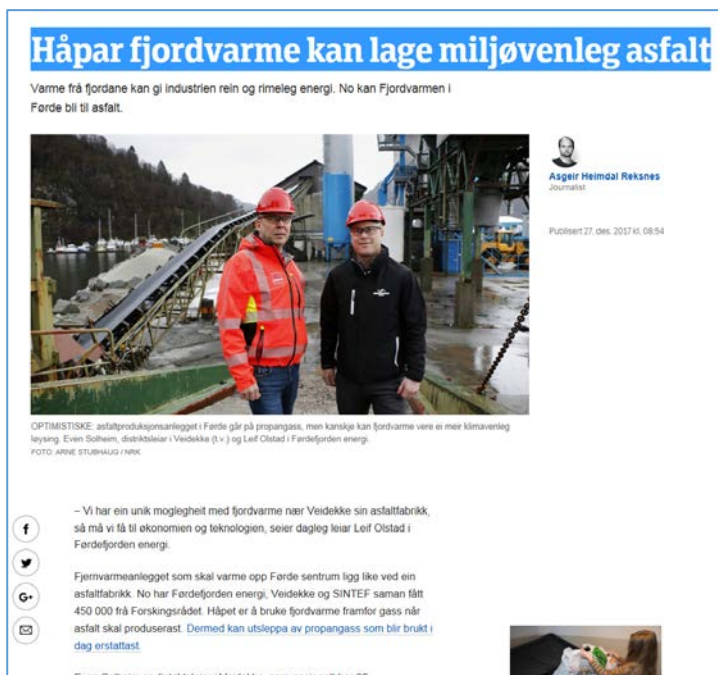 Håpar fjordvarme kan lage miljøvenleg asfalt
Varme frå fjordane kan gi industrien rein og rimeleg energi. No kan Fjordvarmen i
Førde bli til asfalt.
Asgeir Heimdal Reksnes
Journalist
Publisert 27. des. 2017 kl. 08:54
OPTIMISTISKE: asfaltproduksjonsanlegget i Førde går på propangass, men kanskje kan fjordvarme vere ei meir klimavenleg
løysing. Even Solheim, distriktsleiar i Veidekke (t.v.) og Leif Olstad i Førdefjorden energi.
FOTO: ARNE STUBHAUG / NRK
– Vi har ein unik moglegheit med fjordvarme nær Veidekke sin asfaltfabrikk,
så må vi få til økonomien og teknologien, seier dagleg leiar Leif Olstad i
Førdefjorden energi.
Fjernvarmeanlegget som skal varme opp Førde sentrum ligg like ved ein
asfaltfabrikk. No har Førdefjorden energi, Veidekke og SINTEF saman fått
450 000 frå Forskingsrådet. Håpet er å bruke fjordvarme framfor gass når
asfalt skal produserast. Dermed kan utsleppa av propangass som blir brukt i
dag erstattast.